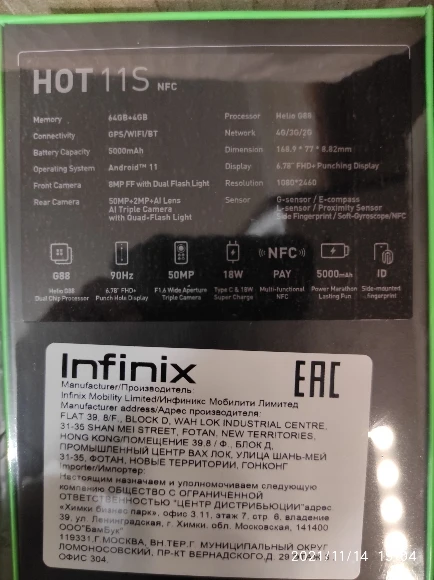 HOT 11S NFC
Memory 64GB+4GB
Connectivity GPS/WIFI/BT
Battery Capacity 5000mAh
Operating System Android™ 11
Front Camera 8MP FF with Dual Flash Light
Rear Camera 50MP+2MP+AI Lens
AI Triple Camera
with Quad-Flash Light
Processor Helio G88
Network 4G/3G/2G
Dimension 168.9*77*8.82mm
Display 6.78" FHD+Punching Display
Resolution 1080*2460
Sensor G-sensor / E-compass
L-sensor / Proximity Sensor
Side Fingerprint / Soft-Gyroscope/NFC
G88 90Hz 50MP 18W PAY 5000mAh ID
NFC
Helio G88
Dual Chip Processor
6.78" FHD+
Punch Hole Display
F1.6 Wide Aperture
Triple Camera
Type C & 18W
Super Charge
Multi-functional
NFC
Power Marathon
Lasting Fun
Side-mounted
fingerprint
Infinix EAC
Manufacturer/Производитель
Infinix Mobility Limited/Инфиникс Мобилити Лимитед
Manufacturer address/Адрес производителя:
FLAT 39, 8/F., BLOCK D, WAH LOK INDUSTRIAL CENTRE,
31-35 SHAN MEI STREET, FOTAN, NEW TERRITORIES,
HONG KONG/ПОМЕЩЕНИЕ 39,8 / Ф., БЛОК Д,
ПРОМЫШЛЕННЫЙ ЦЕНТР ВАХ ЛОК, УЛИЦА ШАНЬ-МЕЙ
31-35, ФОТАН, НОВЫЕ ТЕРРИТОРИИ, ГОНКОНГ
Importer/Импортер:
Настоящим назначаем и уполномочиваем следующую
компанию ОБЩЕСТВО С ОГРАНИЧЕННОЙ
ОТВЕТСТВЕННОСТЬЮ "ЦЕНТР ДИСТРИБЬЮЦИИ"адрес
«Химки бизнес парк», офис 3.11, этаж 7, стр. 6, владение
39, ул. Ленинградская, г. Химки, обл. Московская, 141400
ООО"БамБук"
119331,Г.МОСКВА, ВН.ТЕР.Г. МУНИЦИПАЛЬНЫЙ ОКРУГ
ЛОМОНОСОВСКИЙ, ПР-КТ ВЕРНАДСКОГО,Д. 29
ОФИС 304.
2021/11/14